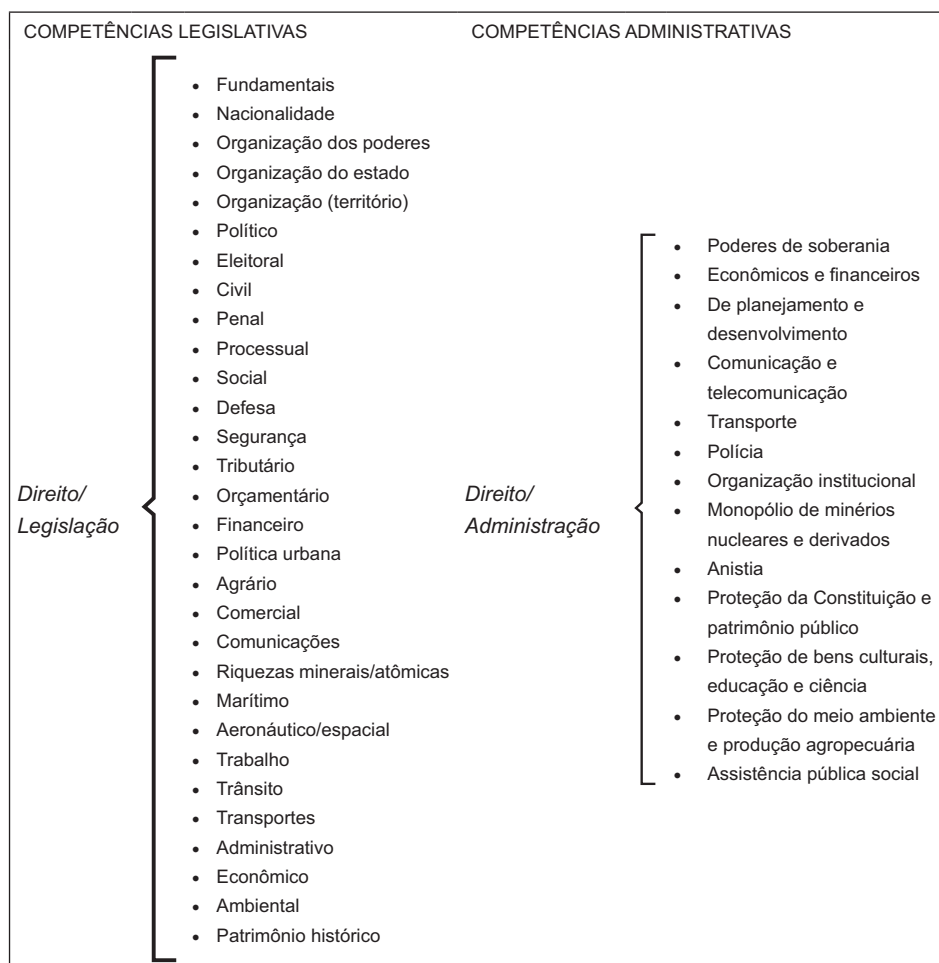 COMPETÊNCIAS LEGISLATIVAS
Direito/
Legislação
• Fundamentais
• Nacionalidade
• Organização dos poderes
• Organização do estado
• Organização (território)
• Político
• Eleitoral
• Civil
• Penal
• Processual
• Social
• Defesa
• Segurança
• Tributário
• Orçamentário
• Financeiro
• Política urbana
• Agrário
• Comercial
• Comunicações
• Riquezas minerais/atômicas
• Marítimo
• Aeronáutico/espacial
• Trabalho
• Trânsito
• Transportes
• Administrativo
• Econômico
• Ambiental
• Patrimônio histórico
COMPETÊNCIAS ADMINISTRATIVAS
Direito/
Administração
• Poderes de soberania
• Econômicos e financeiros
• De planejamento e
desenvolvimento
• Comunicação e
telecomunicação
• Transporte
• Polícia
• Organização institucional
• Monopólio de minérios
nucleares e derivados
• Anistia
• Proteção da Constituição e
patrimônio público
• Proteção de bens culturais,
educação e ciência
• Proteção do meio ambiente
e produção agropecuária
• Assistência pública social